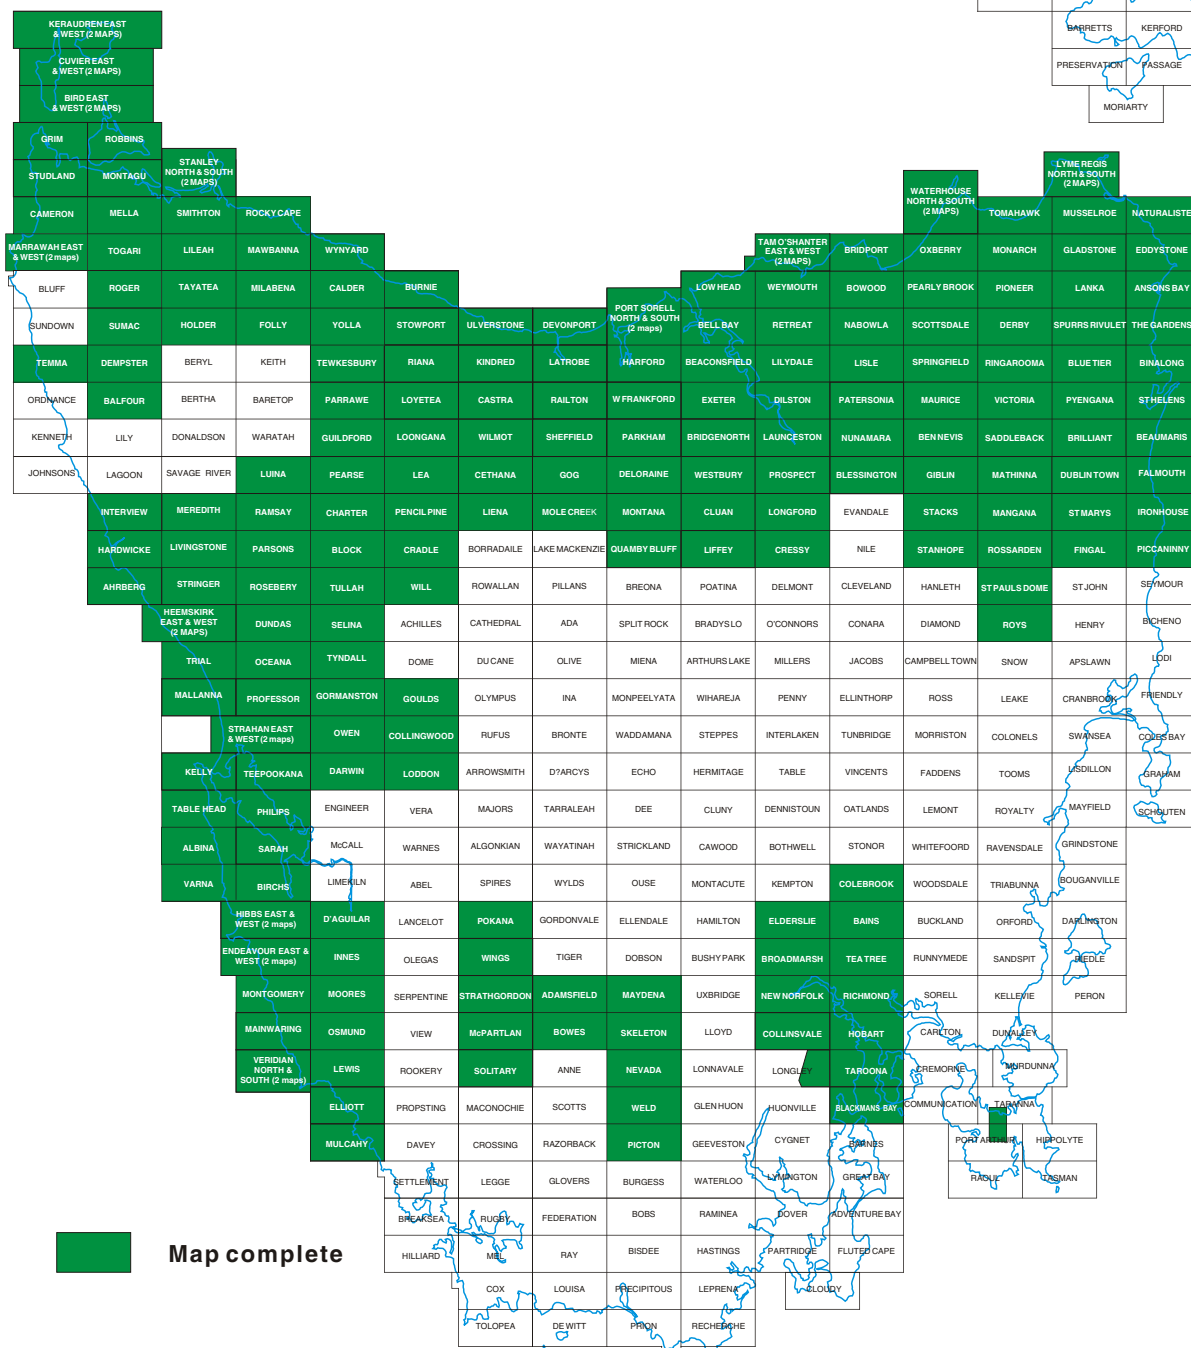 BARRETTS KERFORD
KERAUDREN EAST
& WEST (2 MAPS)
CUVIER EAST
& WEST (2 MAPS)
PRESERVATION PASSAGE
BIRD EAST
& WEST (2 MAPS)
MORIARTY
GRIM ROBBINS
STANLEY
NORTH & SOUTH
(2 MAPS)
LYME REGIS
NORTH & SOUTH
(2 MAPS)
STUDLAND MONTAGU
WATERHOUSE
NORTH & SOUTH
(2 MAPS)
CAMERON MELLA SMITHTON ROCKY CAPE TOMAHAWK MUSSELROE NATURALISTE
MARRAWAH EAST
& WEST (2 maps)
TOGARI LILEAH MAWBANNA WYNYARD
TAM O'SHANTER
EAST & WEST
(2 MAPS)
BRIDPORT OXBERRY MONARCH GLADSTONE EDDYSTONE
BLUFF ROGER TAYATEA MILABENA CALDER BURNIE LOW HEAD WEYMOUTH BOWOOD PEARLY BROOK PIONEER LANKA ANSONS BAY
PORT SORELL
NORTH & SOUTH
(2 maps)
SUNDOWN SUMAC HOLDER FOLLY YOLLA STOWPORT ULVERSTONE DEVONPORT BELL BAY RETREAT NABOWLA SCOTTSDALE DERBY SPURRS RIVULET THE GARDENS
TEMMA DEMPSTER BERYL KEITH TEWKESBURY RIANA KINDRED LATROBE HARFORD BEACONSFIELD LILYDALE LISLE SPRINGFIELD RINGAROOMA BLUE TIER BINALONG
ORDNANCE BALFOUR BERTHA BARETOP PARRAWE LOYETEA CASTRA RAILTON W FRANKFORD EXETER DILSTON PATERSONIA MAURICE VICTORIA PYENGANA ST HELENS
KENNETH LILY DONALDSON WARATAH GUILDFORD LOONGANA WILMOT SHEFFIELD PARKHAM BRIDGENORTH LAUNCESTON NUNAMARA BEN NEVIS SADDLEBACK BRILLIANT BEAUMARIS
JOHNSONS LAGOON SAVAGE RIVER LUINA PEARSE LEA CETHANA GOG DELORAINE WESTBURY PROSPECT BLESSINGTON GIBLIN MATHINNA DUBLIN TOWN FALMOUTH
INTERVIEW MEREDITH RAMSAY CHARTER PENCIL PINE LIENA MOLE CREEK MONTANA CLUAN LONGFORD EVANDALE STACKS MANGANA ST MARYS IRONHOUSE
HARDWICKE LIVINGSTONE PARSONS BLOCK CRADLE BORRADAILE LAKE MACKENZIE QUAMBY BLUFF LIFFEY CRESSY NILE STANHOPE ROSSARDEN FINGAL PICCANINNY
AHRBERG STRINGER ROSEBERY TULLAH WILL ROWALLAN PILLANS BREONA POATINA DELMONT CLEVELAND HANLETH ST PAULS DOME ST JOHN SEYMOUR
HEEMSKIRK
EAST & WEST
(2 MAPS)
DUNDAS SELINA ACHILLES CATHEDRAL ADA SPLIT ROCK BRADYS LO O'CONNORS CONARA DIAMOND ROYS HENRY BICHENO
TRIAL OCEANA TYNDALL DOME DU CANE OLIVE MIENA ARTHURS LAKE MILLERS JACOBS CAMPBELL TOWN SNOW APSLAWN LODI
MALLANNA PROFESSOR GORMANSTON GOULDS OLYMPUS INA MONPEELYATA WIHAREJA PENNY ELLINTHORP ROSS LEAKE CRANBROOK FRIENDLY
STRAHAN EAST
& WEST (2 maps)
OWEN COLLINGWOOD RUFUS BRONTE WADDAMANA STEPPES INTERLAKEN TUNBRIDGE MORRISTON COLONELS SWANSEA COLES BAY
KELLY TEEPOOKANA DARWIN LODDON ARROWSMITH D?ARCYS ECHO HERMITAGE TABLE VINCENTS FADDENS TOOMS LISDILLON GRAHAM
TABLE HEAD PHILIPS ENGINEER VERA MAJORS TARRALEAH DEE CLUNY DENNISTOUN OATLANDS LEMONT ROYALTY MAYFIELD SCHOUTEN
ALBINA SARAH McCALL WARNES ALGONKIAN WAYATINAH STRICKLAND CAWOOD BOTHWELL STONOR WHITEFOORD RAVENSDALE GRINDSTONE
VARNA BIRCHS LIMEKILN ABEL SPIRES WYLDS OUSE MONTACUTE KEMPTON COLEBROOK WOODSDALE TRIABUNNA BOUGANVILLE
HIBBS EAST &
WEST (2 maps)
D'AGUILAR LANCELOT POKANA GORDONVALE ELLENDALE HAMILTON ELDERSLIE BAINS BUCKLAND ORFORD DARLINGTON
ENDEAVOUR EAST &
WEST (2 maps)
INNES OLEGAS WINGS TIGER DOBSON BUSHY PARK BROADMARSH TEA TREE RUNNYMEDE SANDSPIT RIEDLE
MONTGOMERY MOORES SERPENTINE STRATHGORDON ADAMSFIELD MAYDENA UXBRIDGE NEW NORFOLK RICHMOND SORELL KELLEVIE PERON
MAINWARING OSMUND VIEW McPARTLAN BOWES SKELETON LLOYD COLLINSVALE HOBART CARLTON DUNALLEY
VERIDIAN
NORTH &
SOUTH (2 maps)
LEWIS ROOKERY SOLITARY ANNE NEVADA LONNAVALE LONGLEY TAROONA CREMORNE MURDUNNA
ELLIOTT PROPSTING MACONOCHIE SCOTTS WELD GLEN HUON HUONVILLE BLACKMANS BAY COMMUNICATION TARANNA
MULCAHY DAVEY CROSSING RAZORBACK PICTON GEEVESTON CYGNET BARNES PORT ARTHUR HIPPOLYTE
SETTLEMENT LEGGE GLOVERS BURGESS WATERLOO LYMINGTON GREAT BAY RAOUL TASMAN
BREAKSEA RUGBY FEDERATION BOBS RAMINEA DOVER ADVENTURE BAY
Map complete
HILLIARD MEL RAY BISDEE HASTINGS PARTRIDGE FLUTED CAPE
COX LOUISA PRECIPITOUS LEPRENA CLOUDY
TOLOPEA DE WITT PRION RECHERCHE